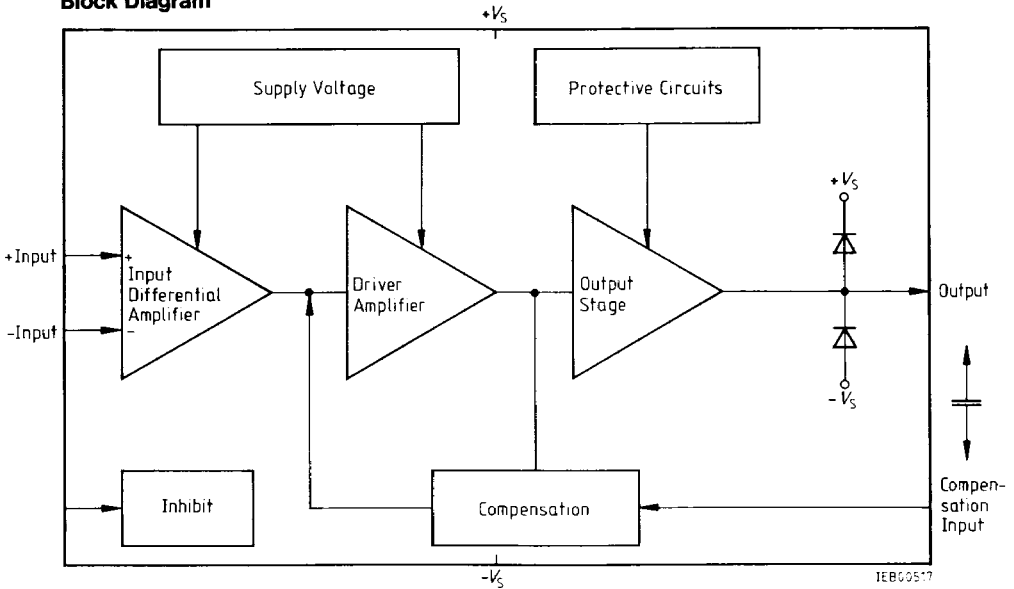 Block Diagram
+VS
Supply Voltage
Protective Circuits
+VS
+Input
+
Input
Differential
Amplifier
-
-Input
Driver
Amplifier
Output
Stage
Output
-VS
Inhibit
Compensation
Compen-
sation
Input
-VS
IEB00517